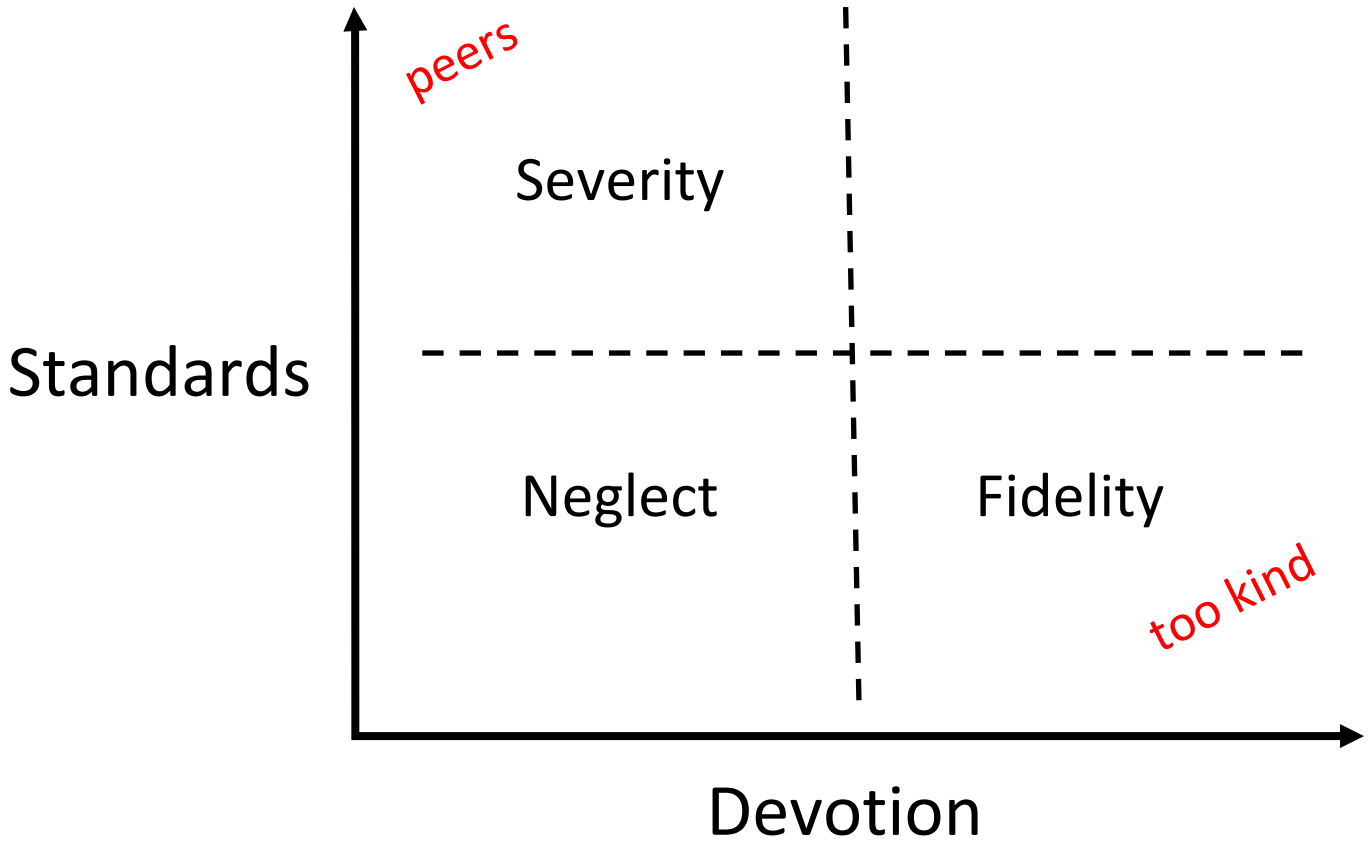 peers
Severity
Standards
Neglect
Fidelity
too kind
Devotion